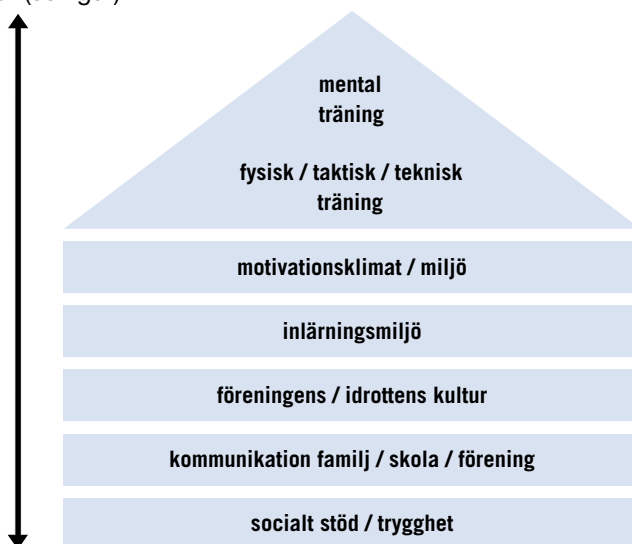 mental
träning
fysisk / taktisk / teknisk
träning
motivationsklimat / miljö
inlärningsmiljö
föreningens / idrottens kultur
kommunikation familj / skola / förening
socialt stöd / trygghet